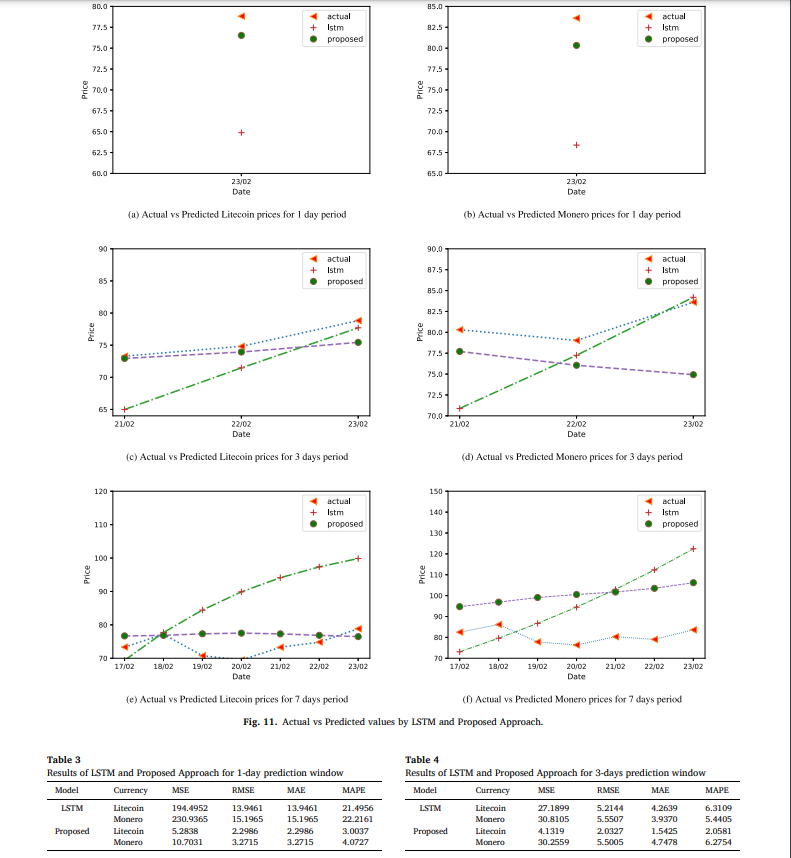 80.0
77.5
75.0
72.5
70.0
67.5
65.0
62.5
60.0
Price
23/02
Date
actual
lstm
proposed
(a) Actual vs Predicted Litecoin prices for 1 day period
85.0
82.5
80.0
77.5
75.0
72.5
70.0
67.5
65.0
Price
23/02
Date
actual
lstm
proposed
(b) Actual vs Predicted Monero prices for 1 day period
90
85
80
75
70
65
Price
21/02 22/02 23/02
Date
actual
lstm
proposed
(c) Actual vs Predicted Litecoin prices for 3 days period
90.0
87.5
85.0
82.5
80.0
77.5
75.0
72.5
70.0
Price
21/02 22/02 23/02
Date
actual
lstm
proposed
(d) Actual vs Predicted Monero prices for 3 days period
120
110
100
90
80
70
Price
17/02 18/02 19/02 20/02 21/02 22/02 23/02
Date
actual
lstm
proposed
(e) Actual vs Predicted Litecoin prices for 7 days period
150
140
130
120
110
100
90
80
70
Price
17/02 18/02 19/02 20/02 21/02 22/02 23/02
Date
actual
lstm
proposed
(f) Actual vs Predicted Monero prices for 7 days period
Fig. 11. Actual vs Predicted values by LSTM and Proposed Approach.
Table 3
Results of LSTM and Proposed Approach for 1-day prediction window
Model Currency MSE RMSE MAE MAPE
LSTM Litecoin 194.4952 13.9461 13.9461 21.4956
Monero 230.9365 15.1965 15.1965 22.2161
Proposed Litecoin 5.2838 2.2986 2.2986 3.0037
Monero 10.7031 3.2715 3.2715 4.0727
Table 4
Results of LSTM and Proposed Approach for 3-days prediction window
Model Currency MSE RMSE MAE MAPE
LSTM Litecoin 27.1899 5.2144 4.2639 6.3109
Monero 30.8105 5.5507 3.9370 5.4405
Proposed Litecoin 4.1319 2.0327 1.5425 2.0581
Monero 30.2559 5.5005 4.7478 6.2754